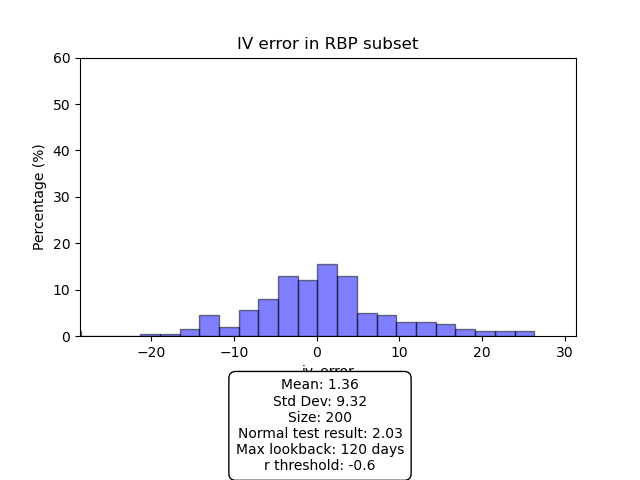 IV error in RBP subset
60
50
40
30
20
10
0
Percentage (%)
−20
−10
0
10
20
30
iv_error
Mean: 1.36
Std Dev: 9.32
Size: 200
Normal test result: 2.03
Max lookback: 120 days
r threshold: -0.6